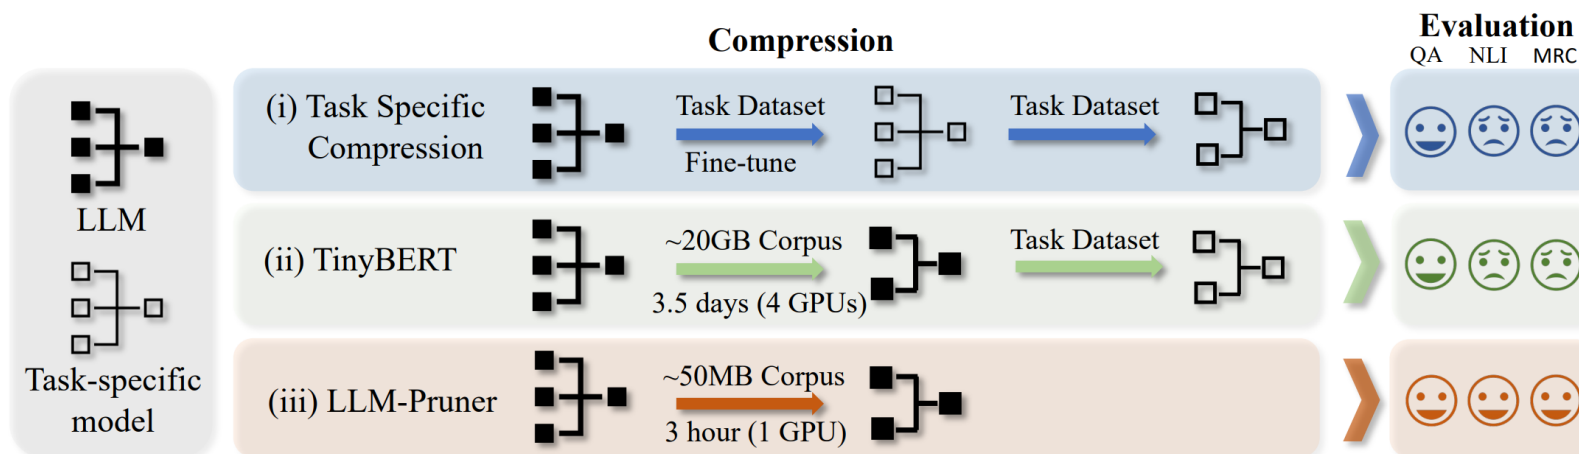 Compression
Evaluation
QA NLI MRC
LLM
Task-specific
model
(i) Task Specific
Compression
Task Dataset
Fine-tune
Task Dataset
(ii) TinyBERT
~20GB Corpus
3.5 days (4 GPUs)
Task Dataset
(iii) LLM-Pruner
~50MB Corpus
3 hour (1 GPU)